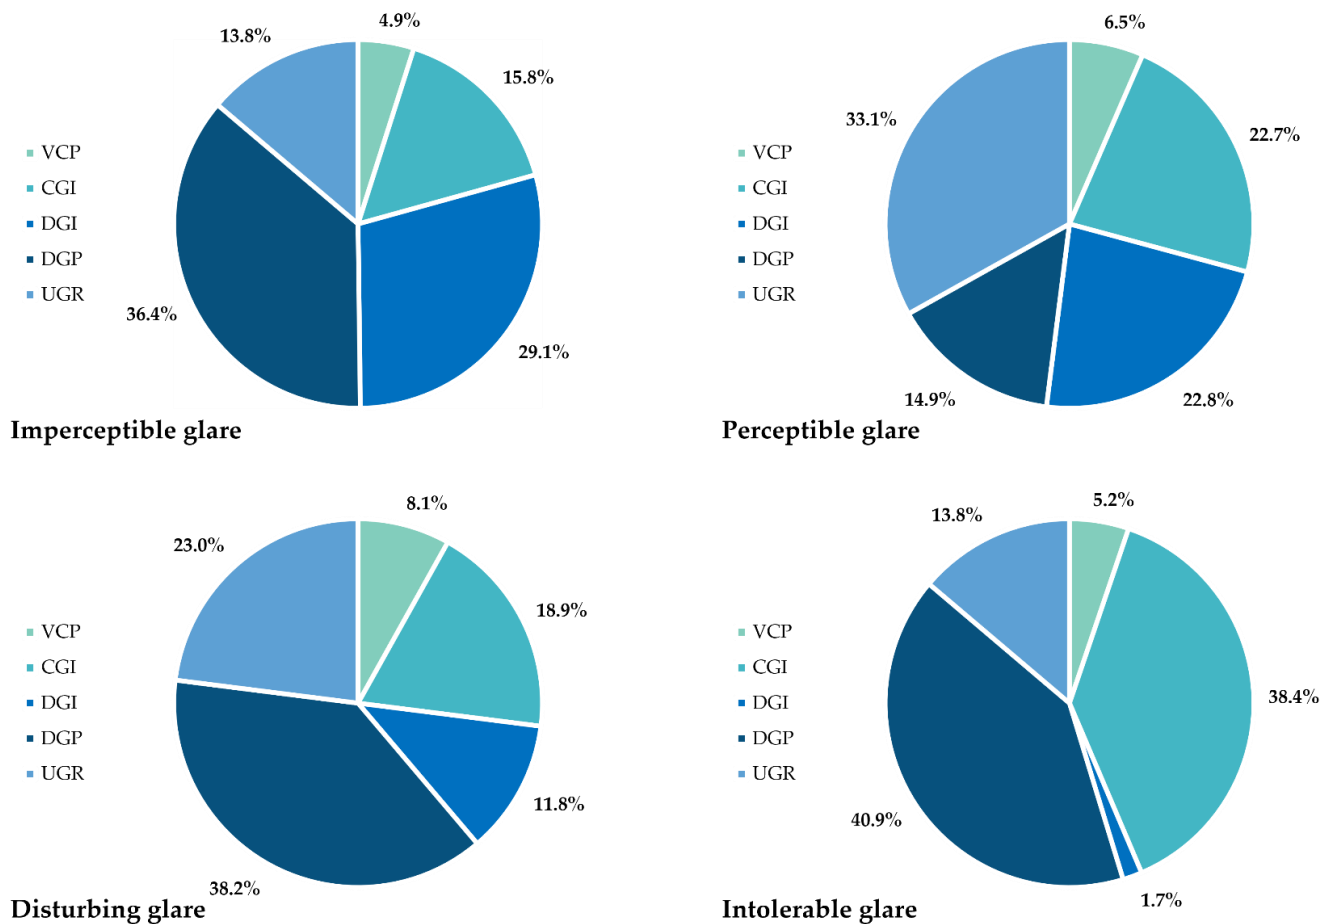 4.9%
13.8%
15.8%
VCP
CGI
DGI
DGP
UGR
36.4%
29.1%
Imperceptible glare
6.5%
33.1%
22.7%
VCP
CGI
DGI
DGP
UGR
14.9%
22.8%
Perceptible glare
8.1%
23.0%
18.9%
VCP
CGI
DGI
DGP
UGR
11.8%
38.2%
Disturbing glare
5.2%
13.8%
38.4%
VCP
CGI
DGI
DGP
UGR
40.9%
1.7%
Intolerable glare